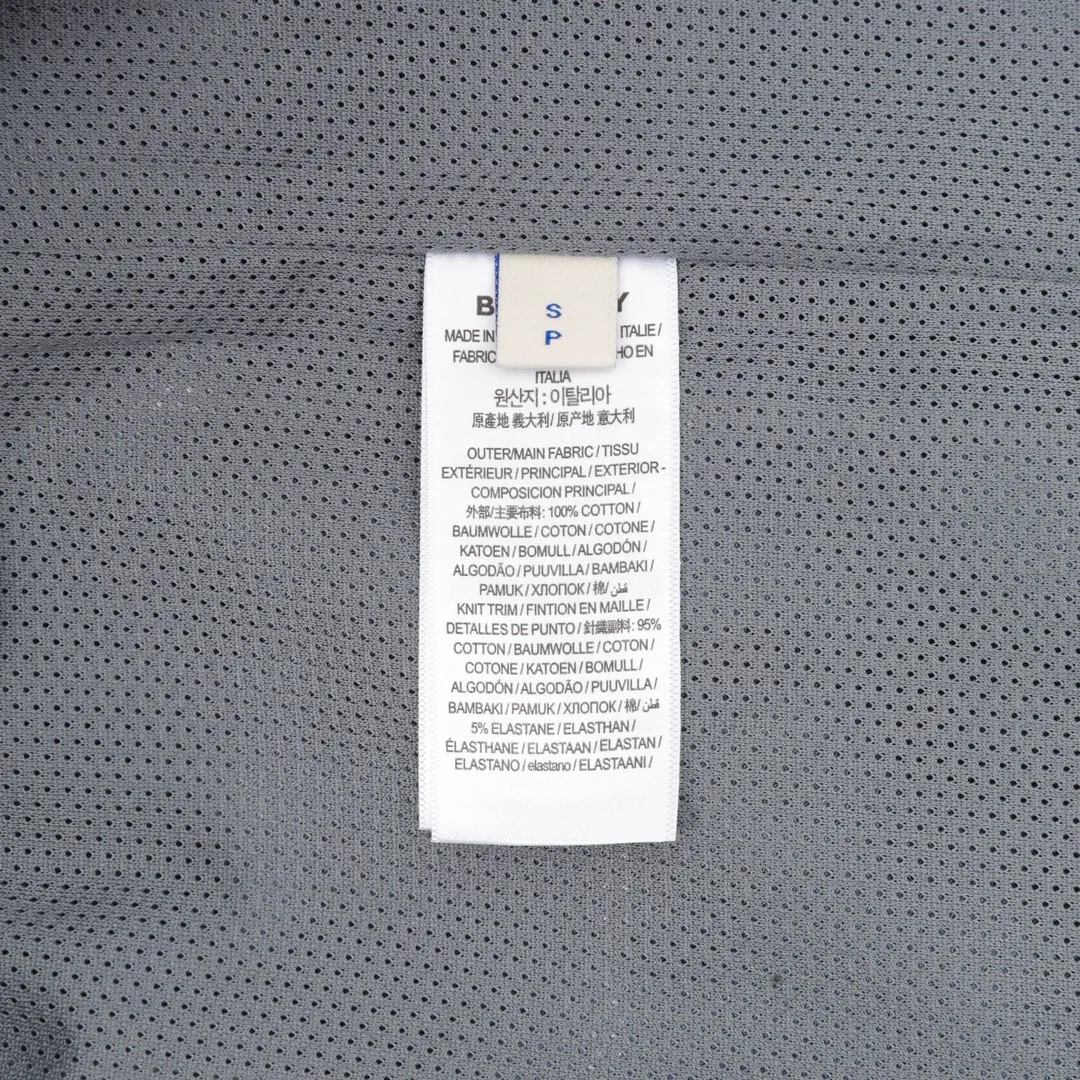 B Y
S
P
MADE IN ITALIE /
FABRIC HO EN
ITALIA
원산지 : 이탈리아
原產地 義大利/ 原产地 意大利
OUTER/MAIN FABRIC / TISSU
EXTÉRIEUR / PRINCIPAL / EXTERIOR -
COMPOSICION PRINCIPAL /
外部/主要布料: 100% COTTON /
BAUMWOLLE / COTON / COTONE /
KATOEN / BOMULL / ALGODÓN /
ALGODÃO / PUUVILLA / BAMBAKI /
PAMUK / ХЛОПОК / 棉/ قطن
KNIT TRIM / FINTION EN MAILLE /
DETALLES DE PUNTO / 針織副料: 95%
COTTON / BAUMWOLLE / COTON /
COTONE / KATOEN / BOMULL /
ALGODÓN / ALGODÃO / PUUVILLA /
BAMBAKI / PAMUK / ХЛОПОК / 棉/ قطن
5% ELASTANE / ELASTHAN /
ÉLASTHANE / ELASTAAN / ELASTAN /
ELASTANO / elastano / ELASTAANI /